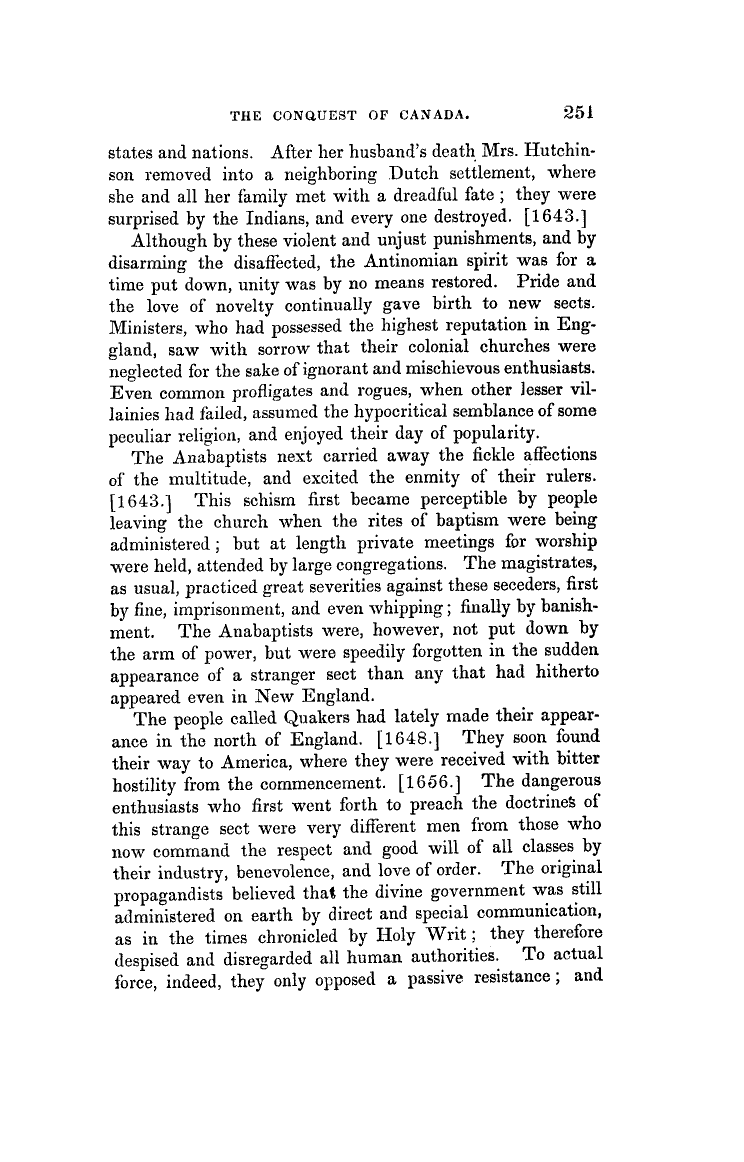 THE CONQUEST OF CANADA. 251
states and nations. After her husband's death Mrs. Hutchin-
son removed into a neighboring Dutch settlement, where
she and all her family met with a dreadful fate ; they were
surprised by the Indians, and every one destroyed. [1643.]
Although by these violent and unjust punishments, and by
disarming the disaffected, the Antinomian spirit was for a
time put down, unity was by no means restored. Pride and
the love of novelty continually gave birth to new sects.
Ministers, who had possessed the highest reputation in Eng-
gland, saw with sorrow that their colonial churches were
neglected for the sake of ignorant and mischievous enthusiasts.
Even common profligates and rogues, when other lesser vil-
lainies had failed, assumed the hypocritical semblance of some
peculiar religion, and enjoyed their day of popularity.
The Anabaptists next carried away the fickle affections
of the multitude, and excited the enmity of their rulers.
[1643.] This schism first became perceptible by people
leaving the church when the rites of baptism were being
administered ; but at length private meetings for worship
were held, attended by large congregations. The magistrates,
as usual, practiced great severities against these seceders, first
by fine, imprisonment, and even whipping ; finally by banish-
ment. The Anabaptists were, however, not put down by
the arm of power, but were speedily forgotten in the sudden
appearance of a stranger sect than any that had hitherto
appeared even in New England.
The people called Quakers had lately made their appear-
ance in the north of England. [1648.] They soon found
their way to America, where they were received with bitter
hostility from the commencement. [1656.] The dangerous
enthusiasts who first went forth to preach the doctrines of
this strange sect were very different men from those who
now command the respect and good will of all classes by
their industry, benevolence, and love of order. The original
propagandists believed that the divine government was still
administered on earth by direct and special communication,
as in the times chronicled by Holy Writ ; they therefore
despised and disregarded all human authorities. To actual
force, indeed, they only opposed a passive resistance ; and